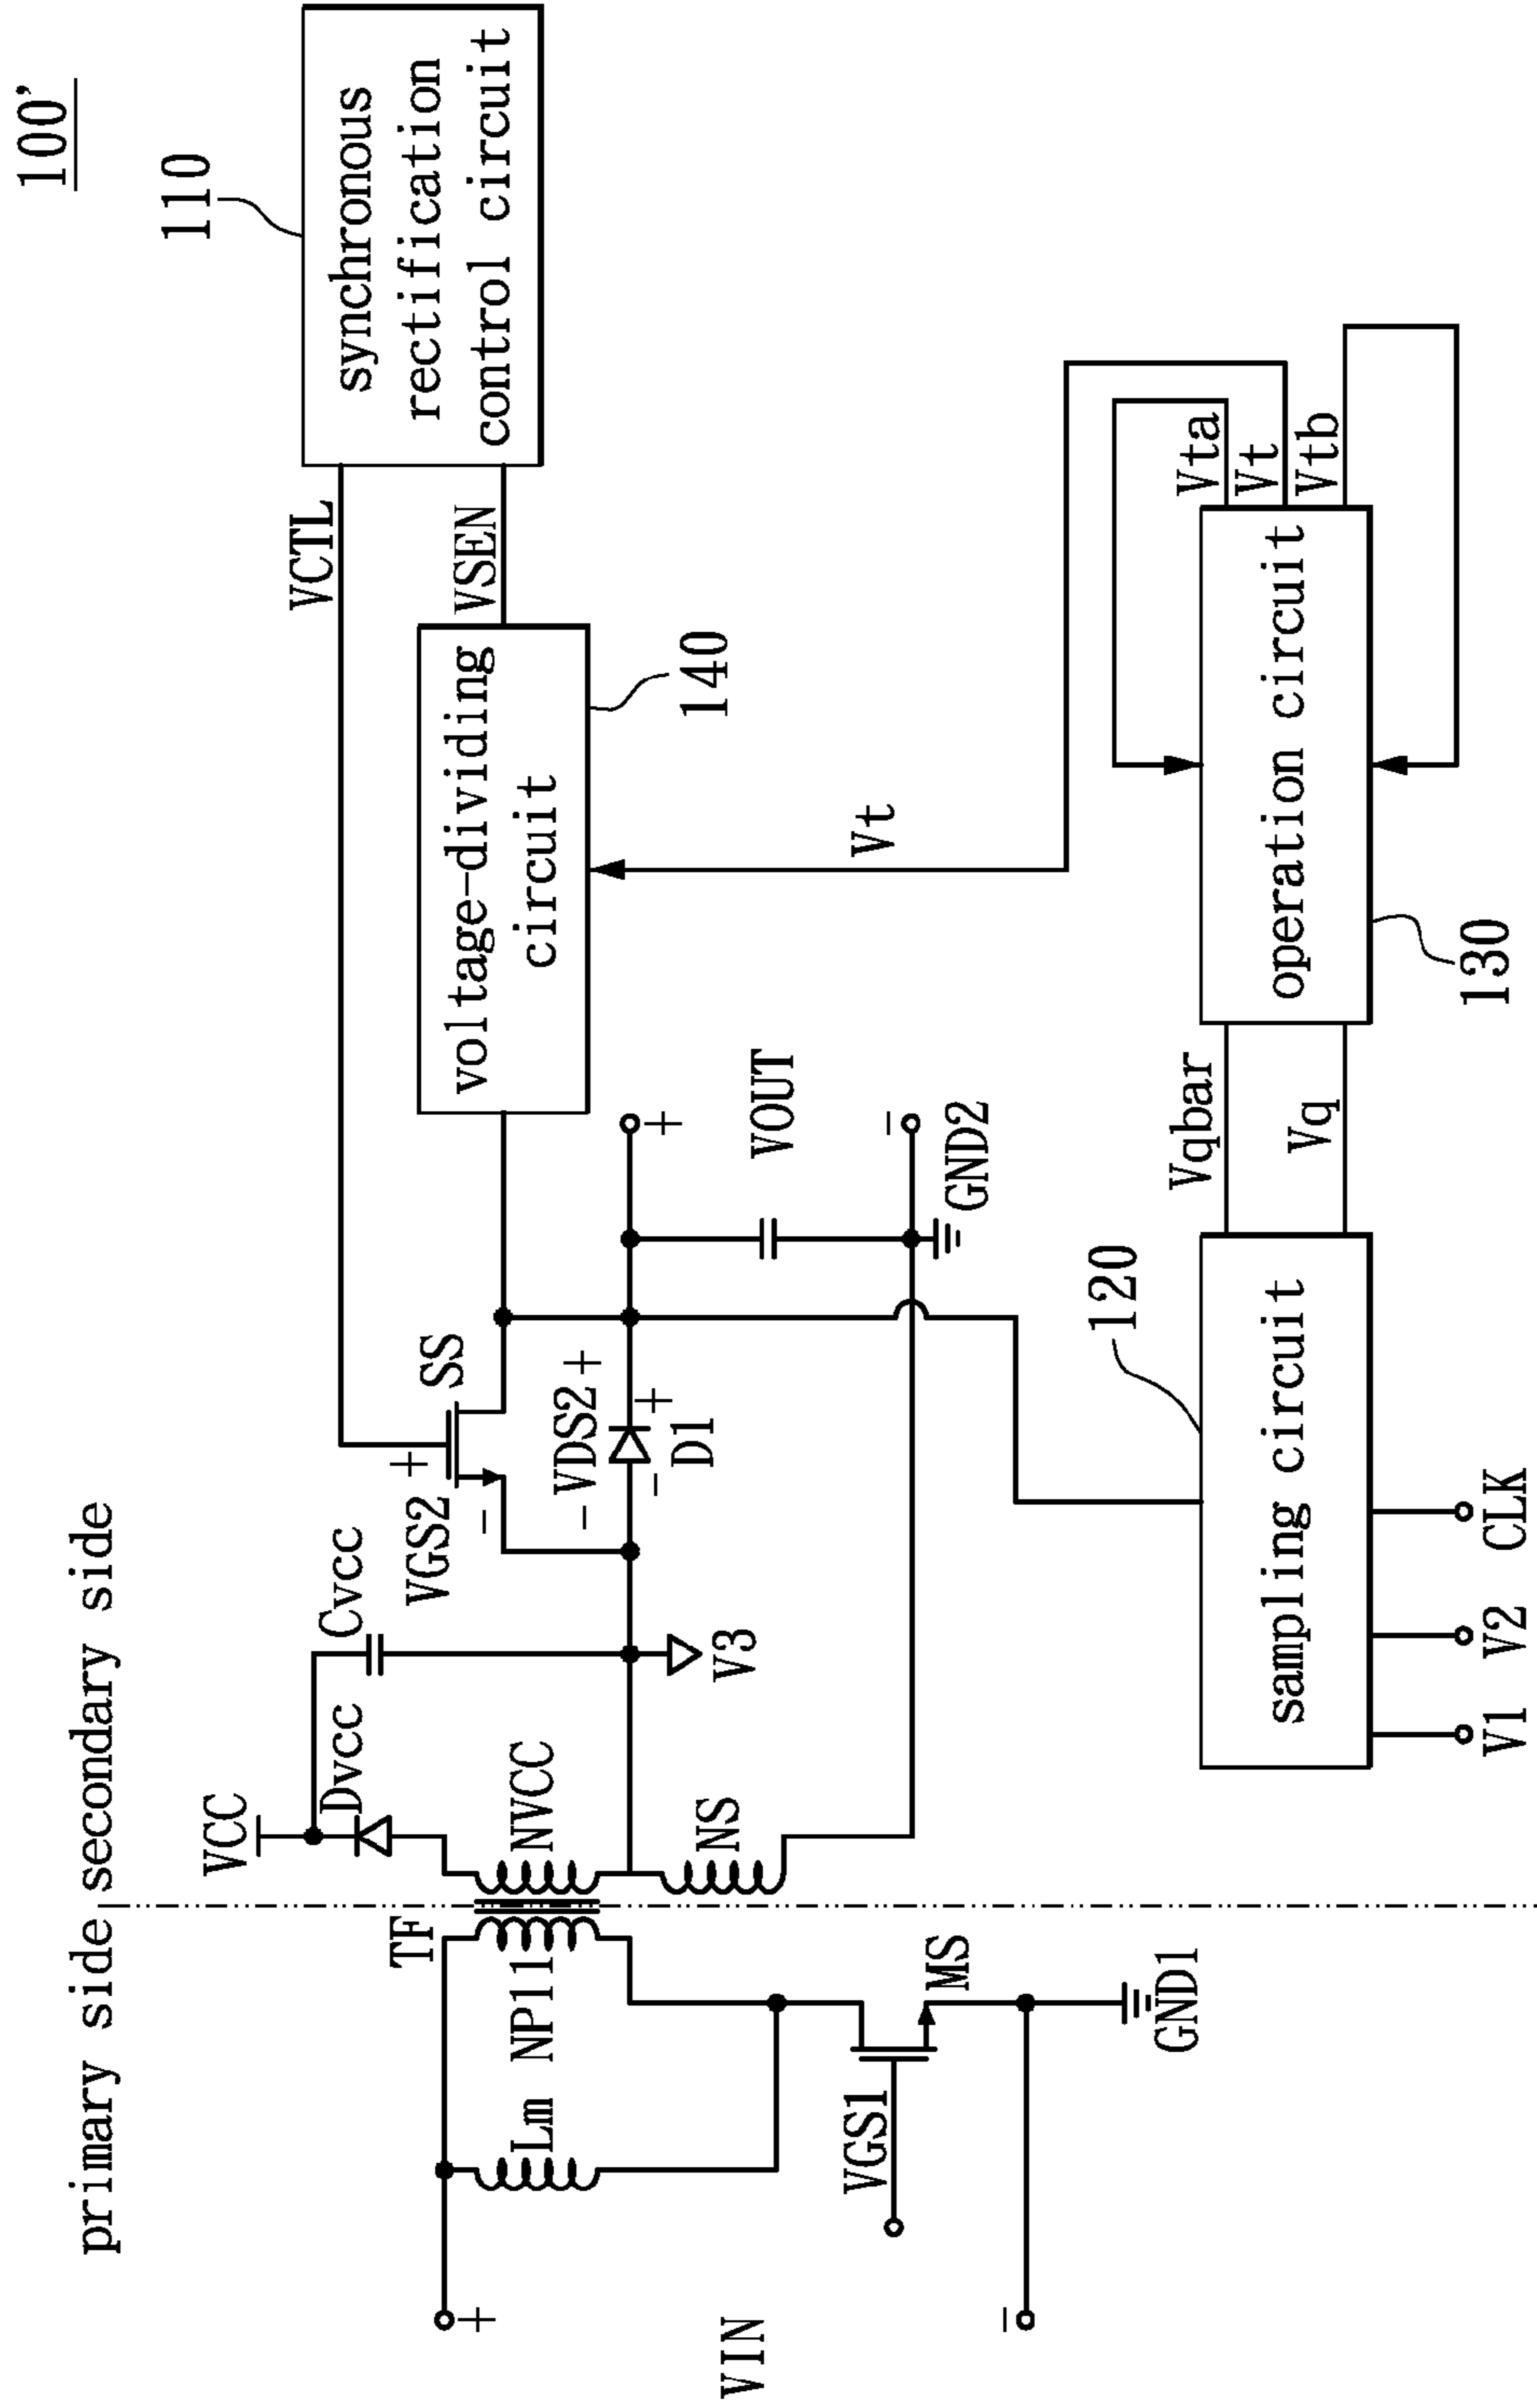 100'
primary side
secondary side
VCC
Dvcc
Cvcc
VCTL
110
synchronous
rectification
control circuit
TF
NVCC
VGS2
+
-
SS
VSEN
voltage-dividing
circuit
140
+
VIN
-
Lm
NP11
NS
V3
- VDS2 +
-
+
D1
+
VOUT
-
GND2
Vt
VGS1
MS
GND1
120
sampling circuit
V1
V2
CLK
Vqbar
Vq
operation circuit
130
Vta
Vt
Vtb